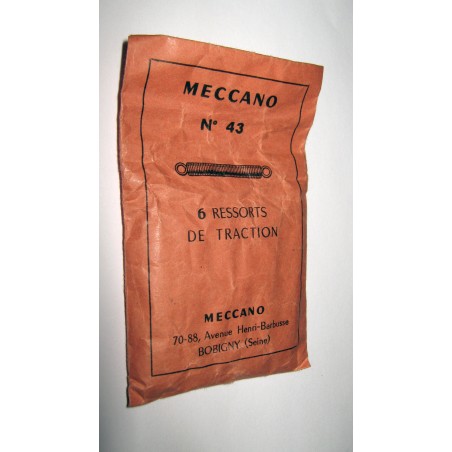 MECCANO
N° 43
6 RESSORTS
DE TRACTION
MECCANO
70-88, Avenue Henri-Barbusse
BOBIGNY (Seine)